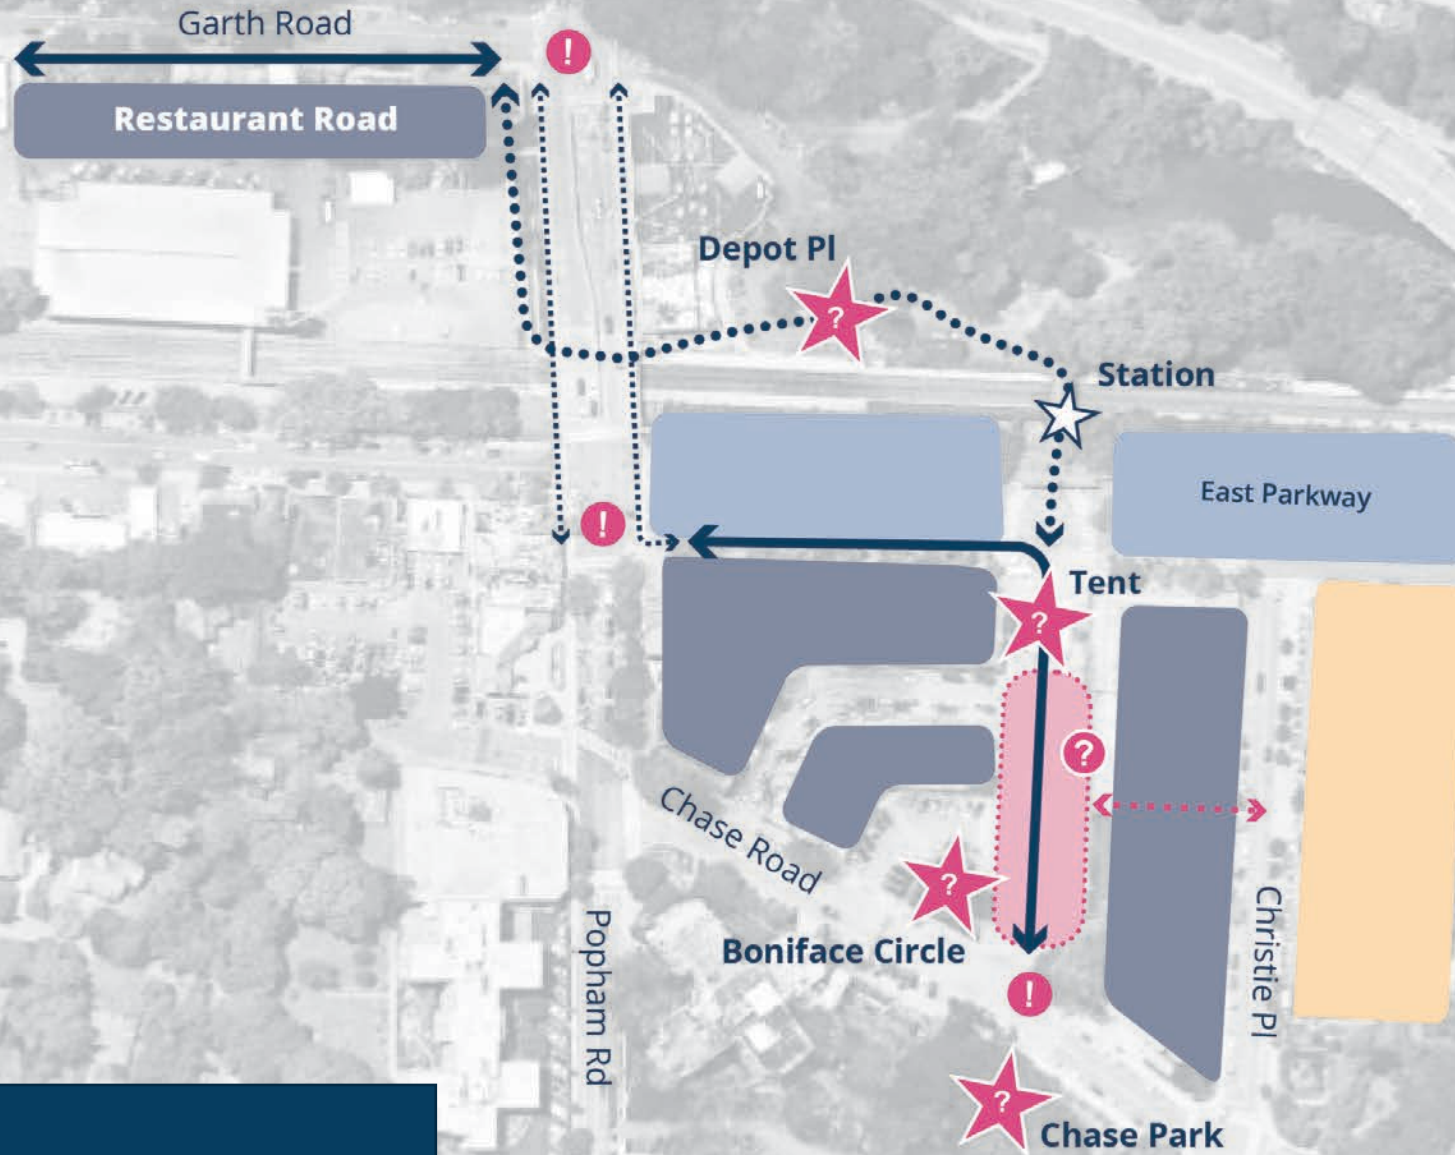 Garth Road
!
Restaurant Road
Depot Pl
?
Station
East Parkway
!
Tent
?
?
Chase Road
?
Boniface Circle
Christie Pl
Popham Rd
!
?
Chase Park